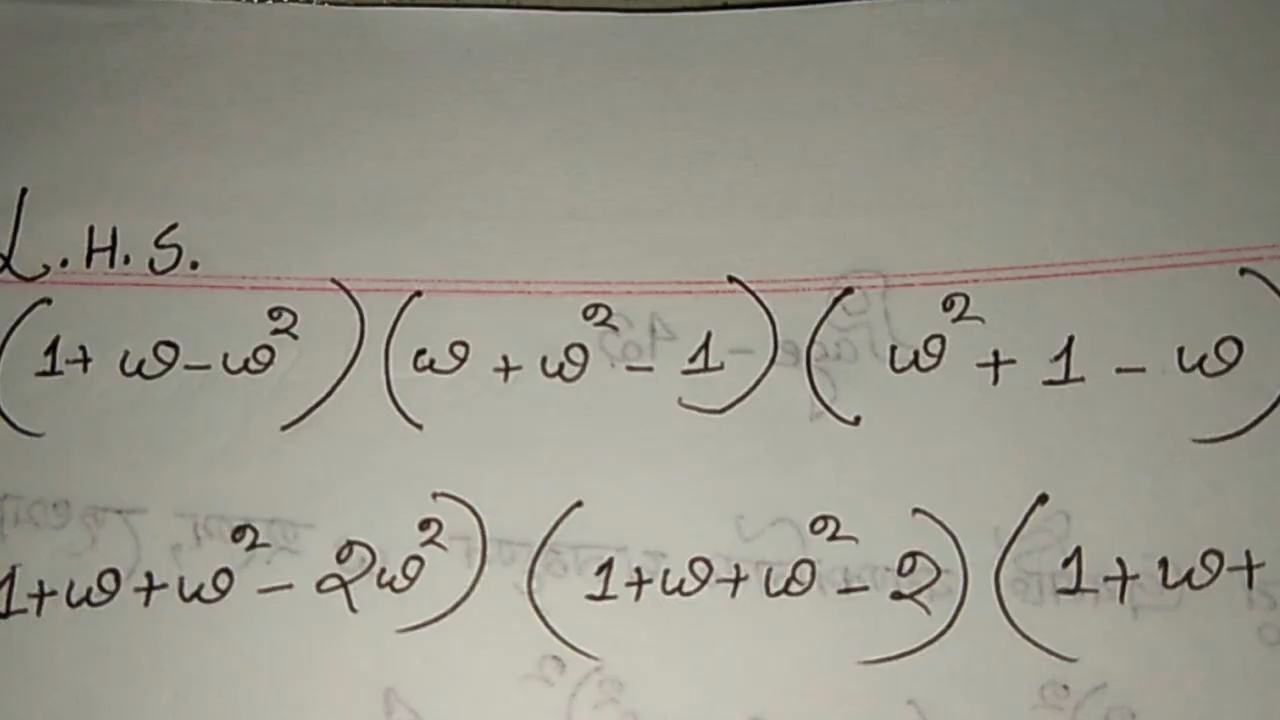 L.H.S.
(1+ ω-ω²) (ω + ω² - 1) (ω² + 1 - ω)
1+ω+ω² - 2ω²) (1+ω+ω² - 2) (1+ω+